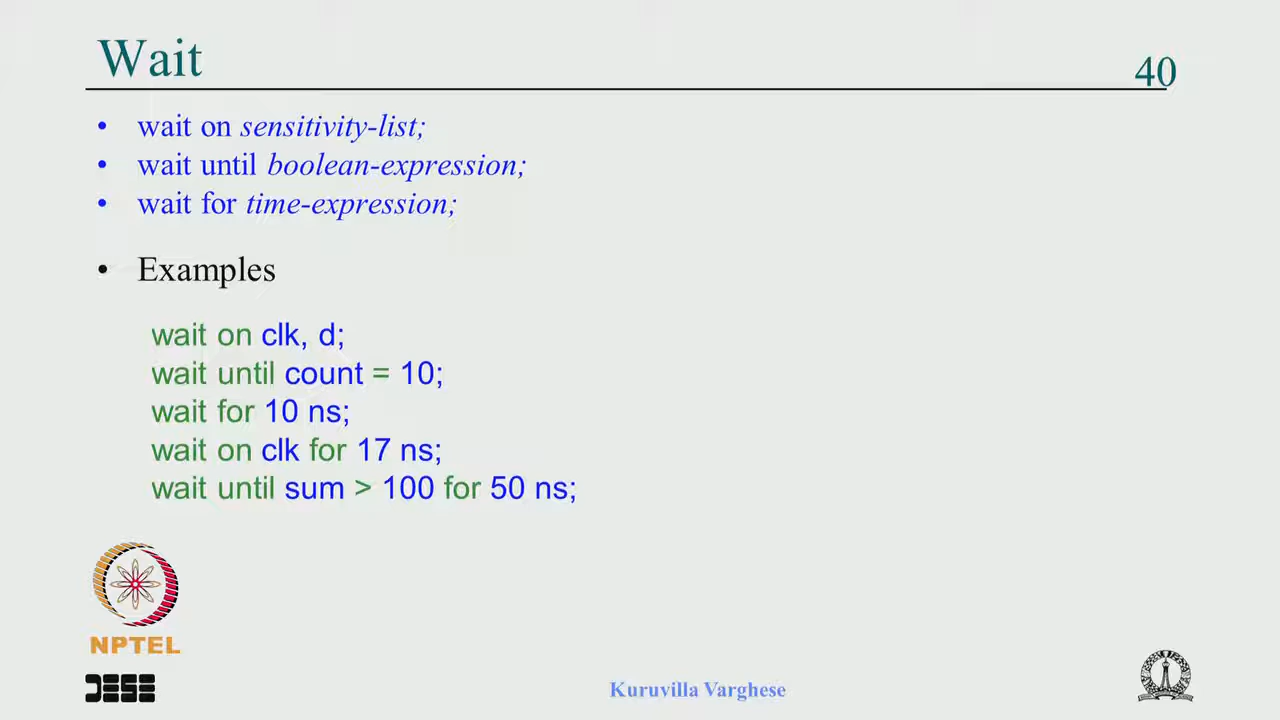 Wait
40
• wait on sensitivity-list;
• wait until boolean-expression;
• wait for time-expression;
• Examples
wait on clk, d;
wait until count = 10;
wait for 10 ns;
wait on clk for 17 ns;
wait until sum > 100 for 50 ns;
NPTEL
DESE
Kuruvilla Varghese